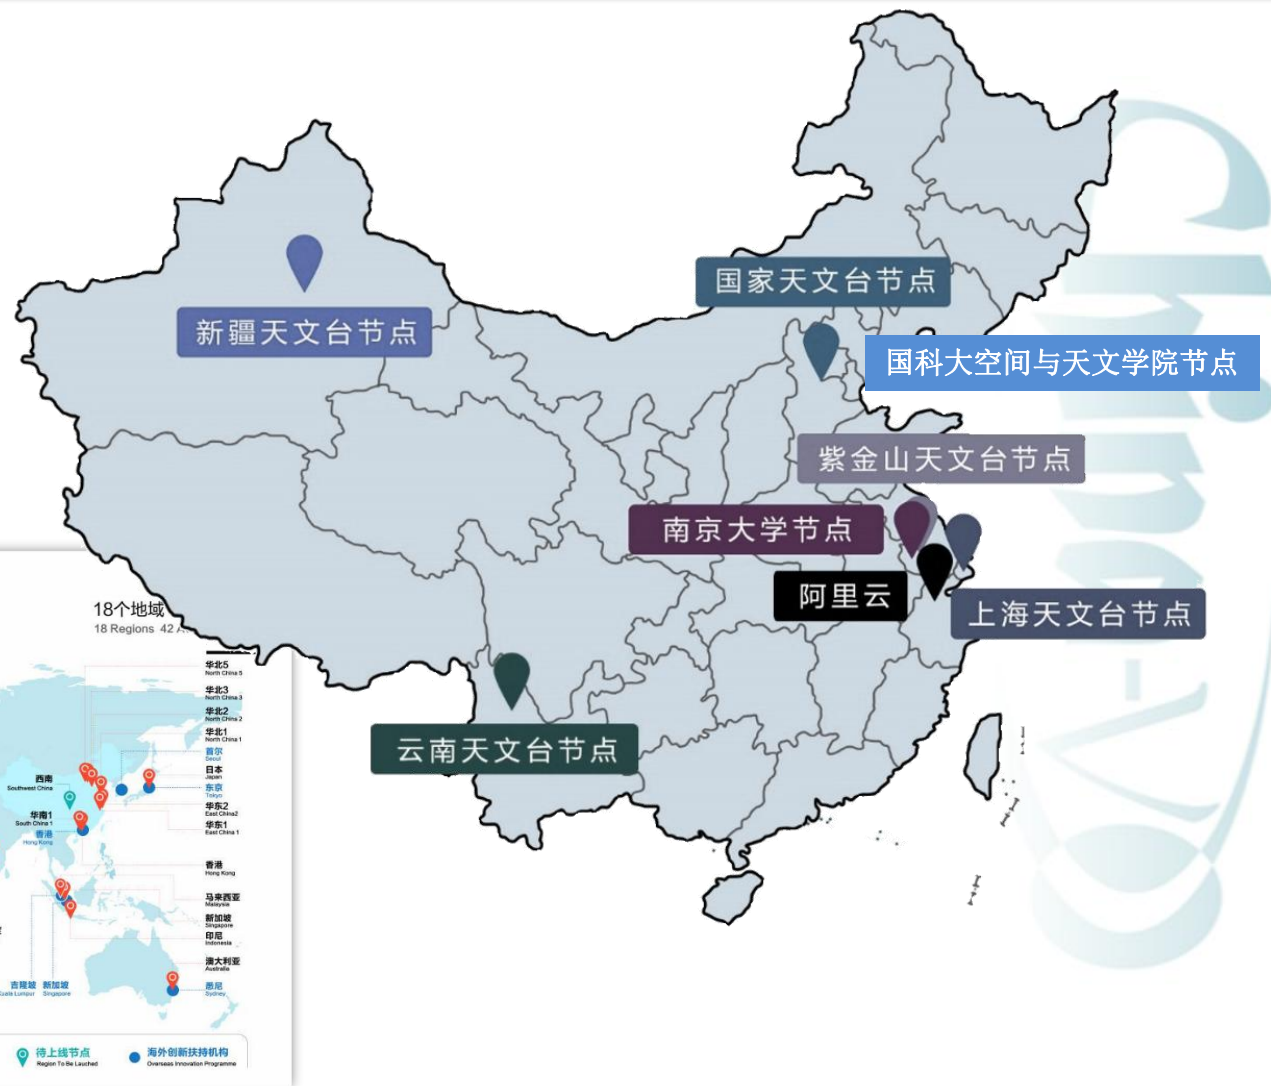 国家天文台节点
新疆天文台节点
国科大空间与天文学院节点
紫金山天文台节点
南京大学节点
阿里云
上海天文台节点
云南天文台节点
China-VO
18个地域
18 Regions 42 A
华北5
North China 5
华北3
North China 3
华北2
North China 2
华北1
North China 1
首尔
Seoul
西南
Southwest China
日本
Japan
东京
Tokyo
华东2
East China2
华南1
South China 1
华东1
East China 1
香港
Hong Kong
香港
Hong Kong
马来西亚
Malaysia
新加坡
Singapore
印尼
Indonesia
澳大利亚
Australia
吉隆坡 新加坡
Kuala Lumpur Singapore
悉尼
Sydney
待上线节点
Region To Be Lauched
海外创新扶持机构
Overseas Innovation Programme